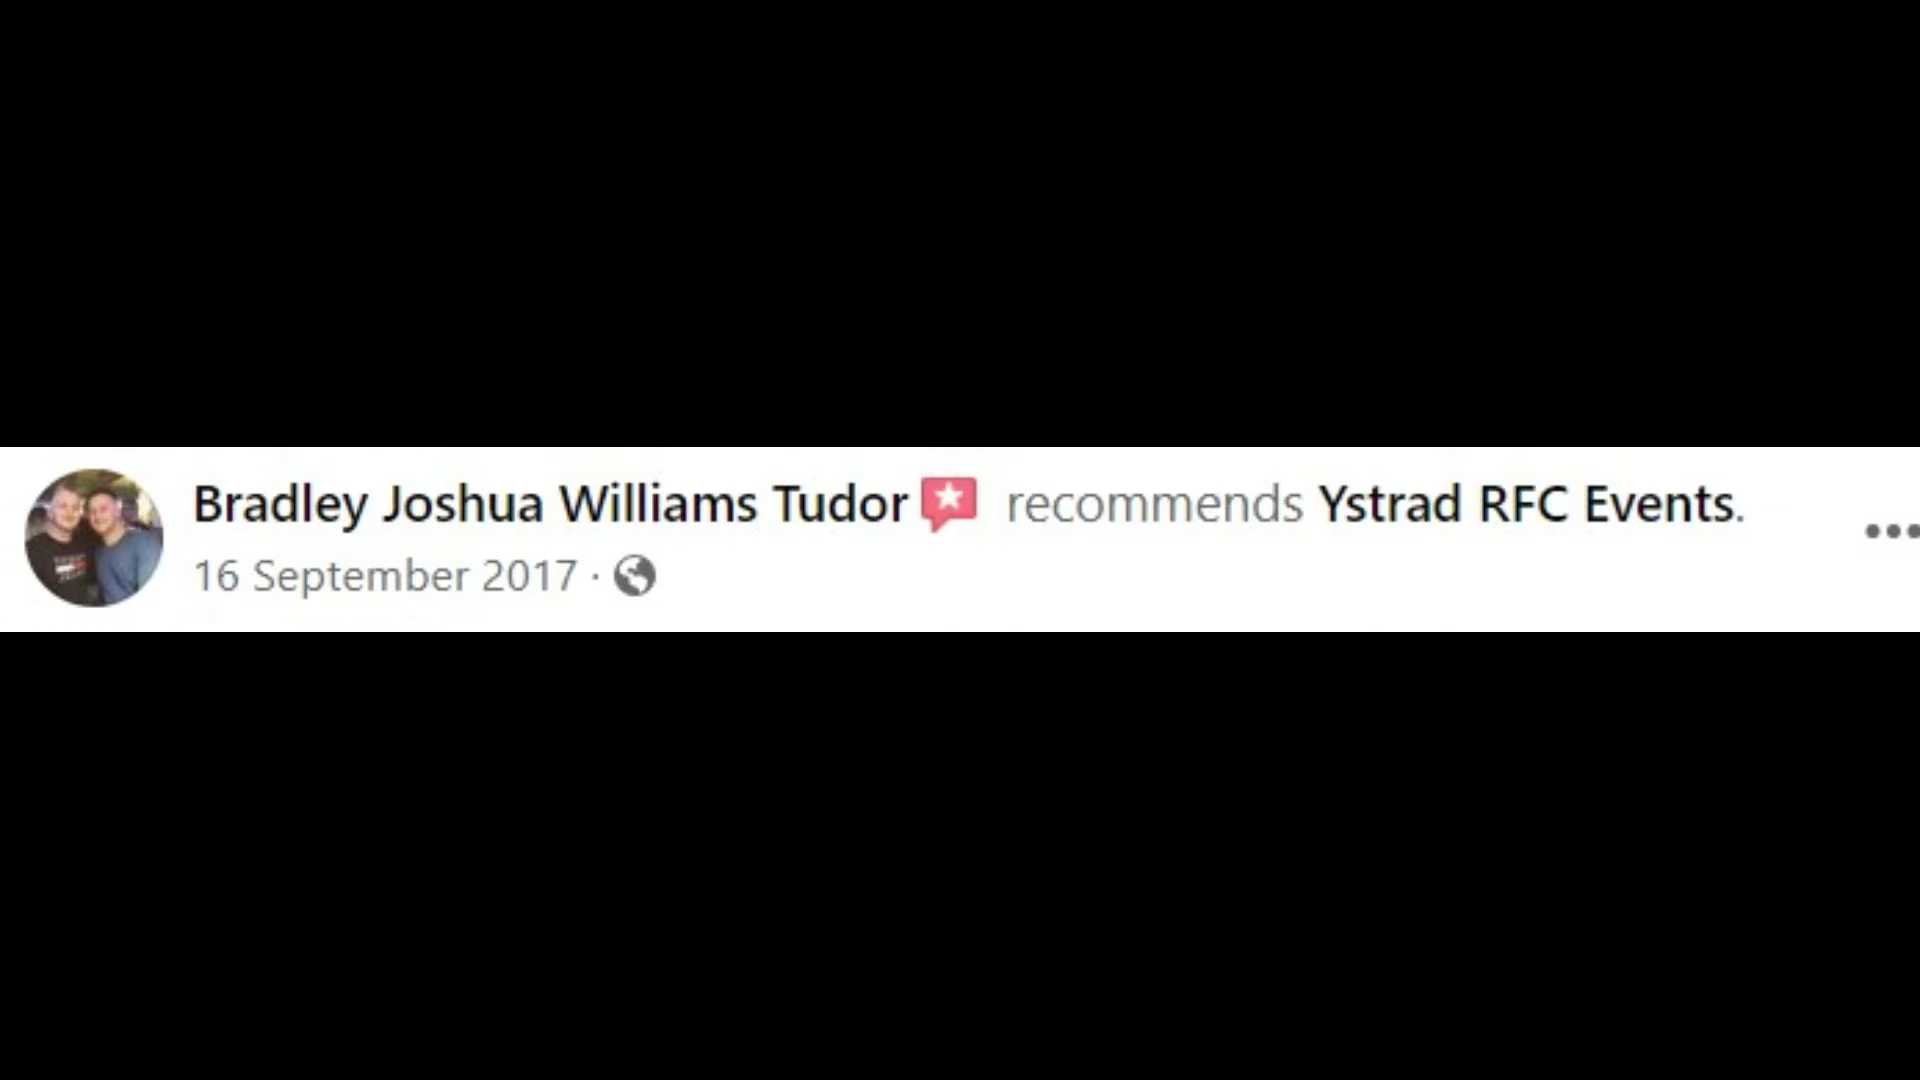 Bradley Joshua Williams Tudor recommends Ystrad RFC Events.
16 September 2017 ·